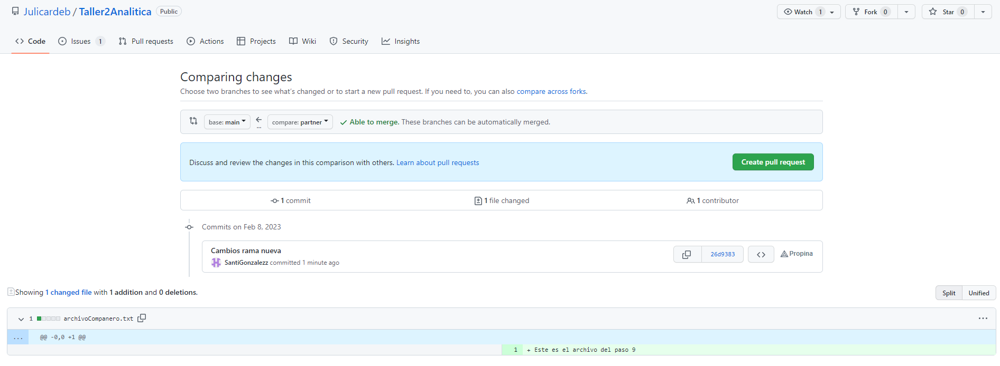 Julicardeb / Taller2Analitica Public
Watch 1 Fork 0 Star 0
Code Issues 1 Pull requests Actions Projects Wiki Security Insights
Comparing changes
Choose two branches to see what's changed or to start a new pull request. If you need to, you can also compare across forks.
base: main ← ... compare: partner ✓ Able to merge. These branches can be automatically merged.
Discuss and review the changes in this comparison with others. Learn about pull requests
Create pull request
1 commit 1 file changed 1 contributor
Commits on Feb 8, 2023
Cambios rama nueva
SantiGonzalezz committed 1 minute ago
26d9383 <> Propina
Showing 1 changed file with 1 addition and 0 deletions.
Split Unified
1 archivoCompanero.txt ...
... @@ -0,0 +1 @@
1 + Este es el archivo del paso 9